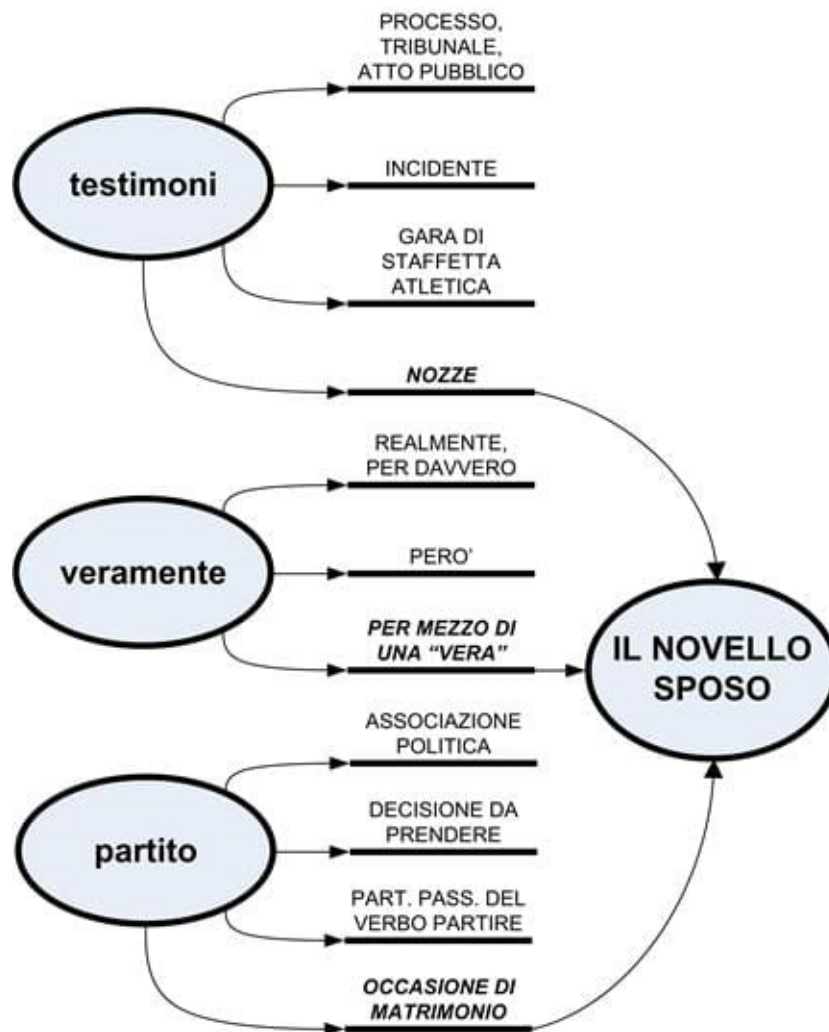 PROCESSO,
TRIBUNALE,
ATTO PUBBLICO
testimoni
INCIDENTE
GARA DI
STAFFETTA
ATLETICA
NOZZE
REALMENTE,
PER DAVVERO
veramente
PERO'
PER MEZZO DI
UNA “VERA”
IL NOVELLO
SPOSO
ASSOCIAZIONE
POLITICA
partito
DECISIONE DA
PRENDERE
PART. PASS. DEL
VERBO PARTIRE
OCCASIONE DI
MATRIMONIO